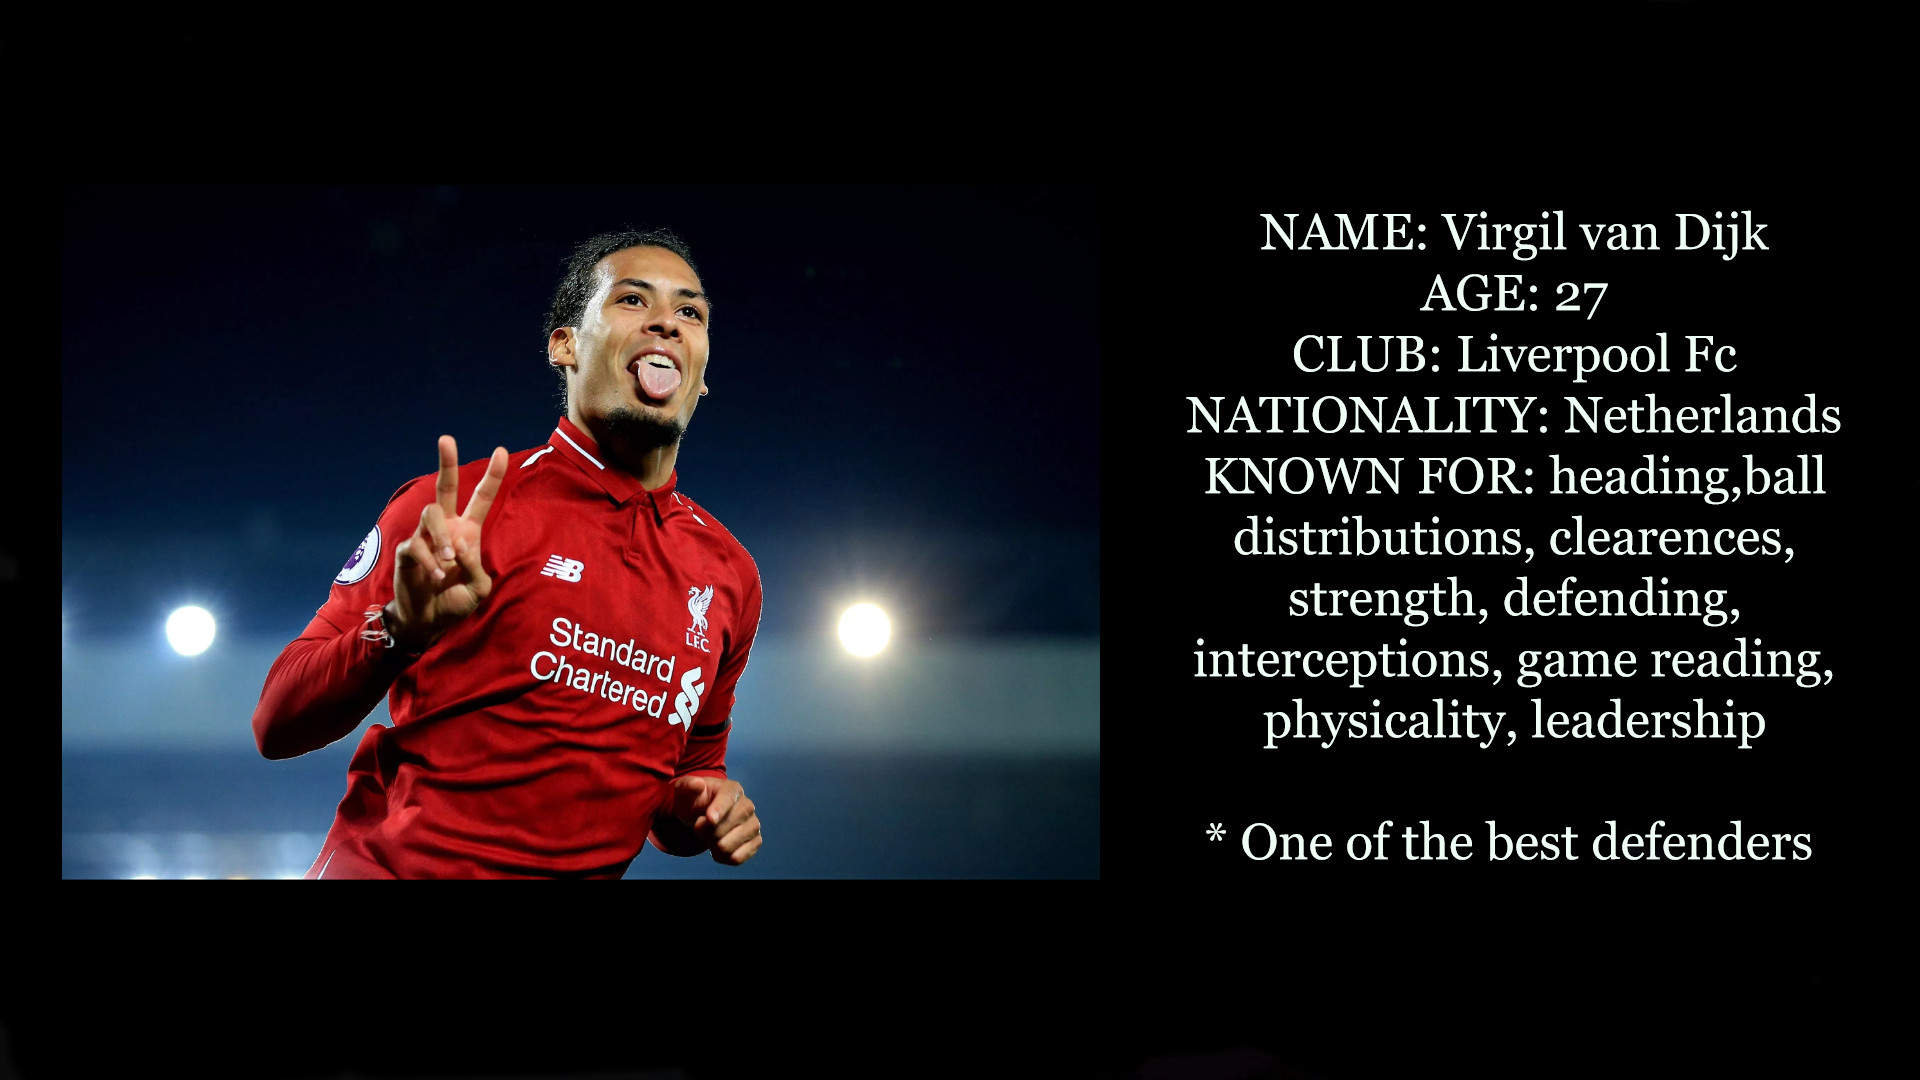 NAME: Virgil van Dijk
AGE: 27
CLUB: Liverpool Fc
NATIONALITY: Netherlands
KNOWN FOR: heading,ball
distributions, clearences,
strength, defending,
interceptions, game reading,
physicality, leadership
* One of the best defenders
NB
L.F.C.
Standard
Chartered